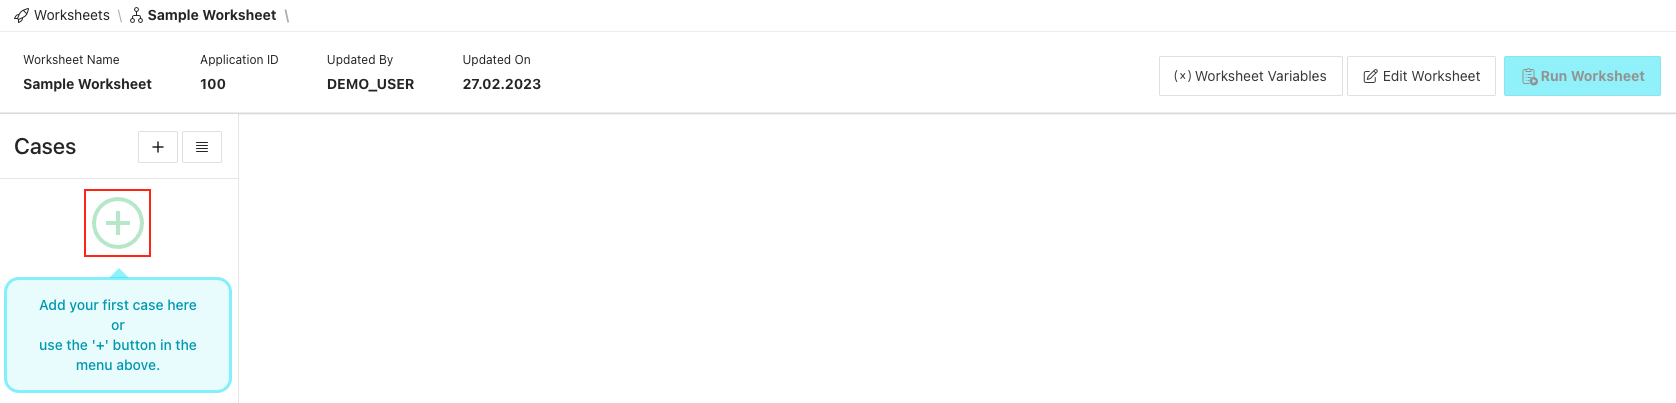 Worksheets \ Sample Worksheet \
Worksheet Name Application ID Updated By Updated On
Sample Worksheet 100 DEMO_USER 27.02.2023
(×) Worksheet Variables Edit Worksheet Run Worksheet
Cases +
Add your first case here
or
use the '+' button in the
menu above.